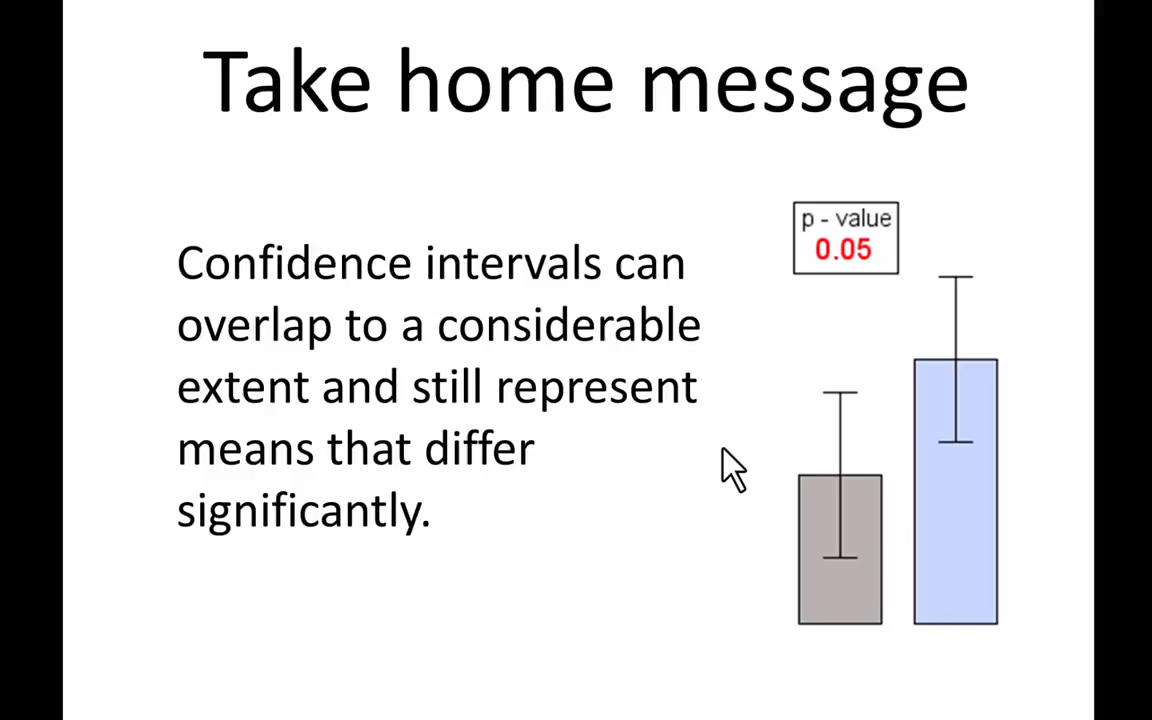 Take home message
Confidence intervals can
overlap to a considerable
extent and still represent
means that differ
significantly.
p - value
0.05